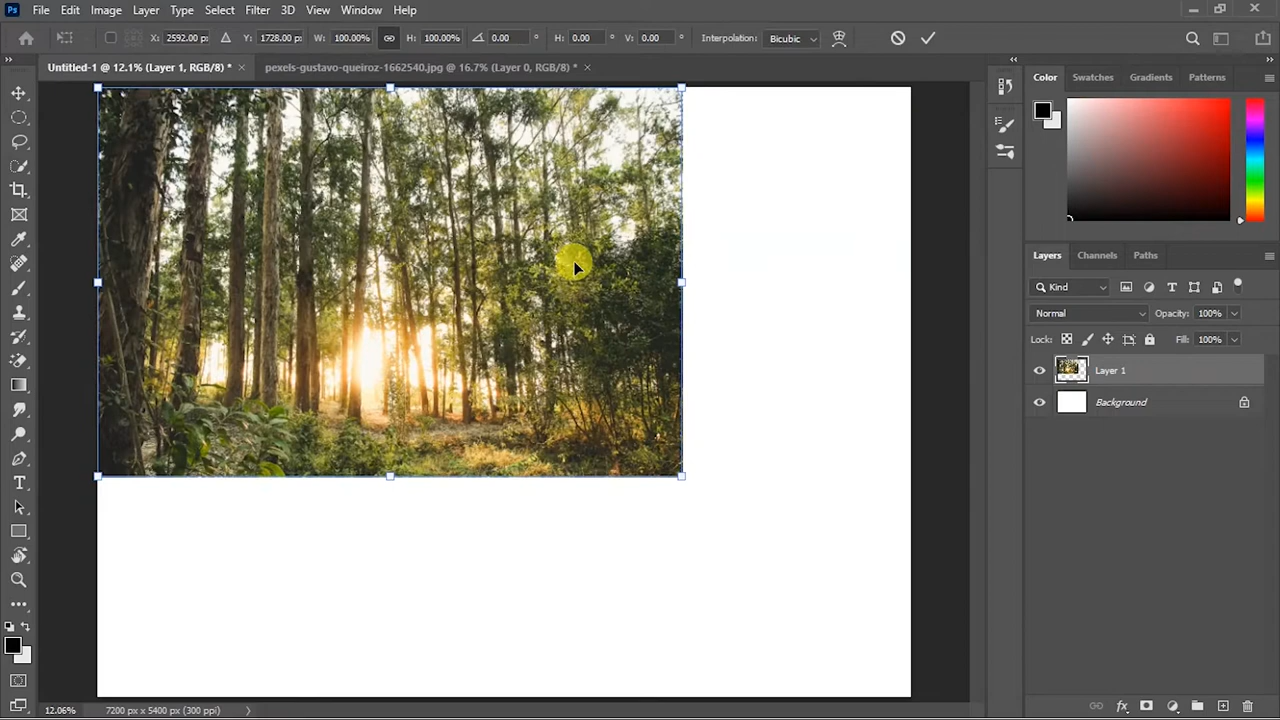 Ps File Edit Image Layer Type Select Filter 3D View Window Help
X: 2592.00 px Y: 1728.00 px W: 100.00% H: 100.00% 0.00 ° H: 0.00 ° V: 0.00 ° Interpolation: Bicubic
Untitled-1 @ 12.1% (Layer 1, RGB/8) * × pexels-gustavo-queiroz-1662540.jpg @ 16.7% (Layer 0, RGB/8) * ×
Color Swatches Gradients Patterns
Layers Channels Paths
Kind
Normal Opacity: 100%
Lock: Fill: 100%
Layer 1
Background
12.06% 7200 px x 5400 px (300 ppi)